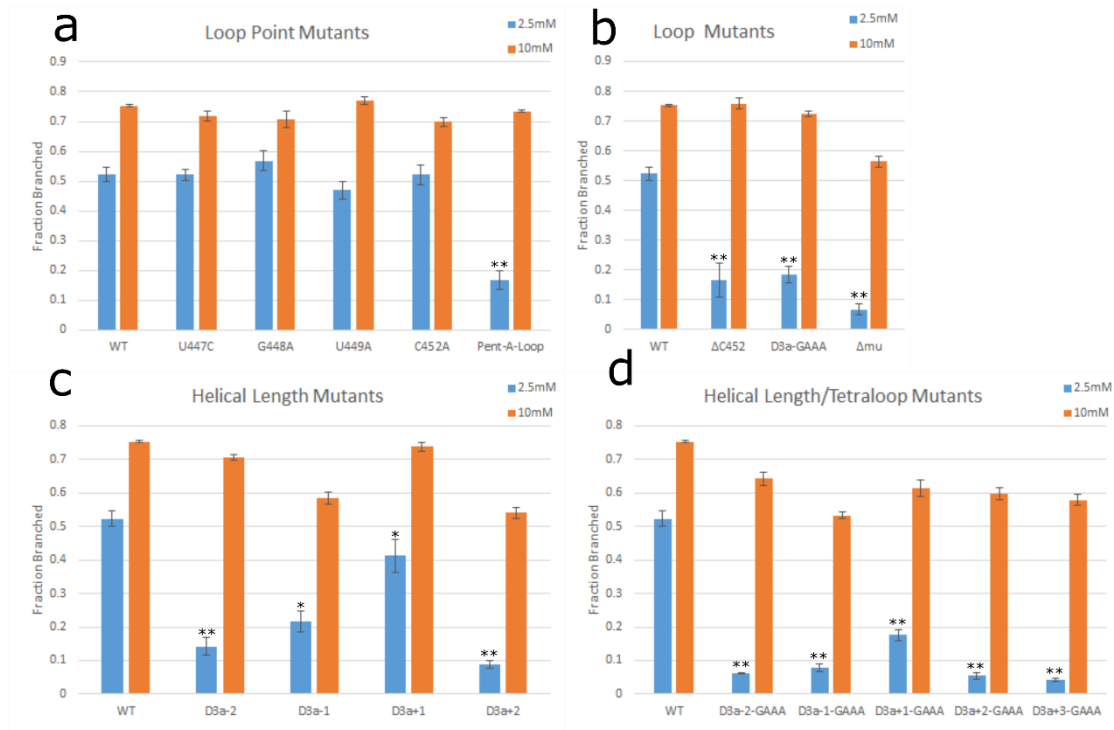 a
Loop Point Mutants
2.5mM
10mM
Fraction Branched
0.9
0.8
0.7
0.6
0.5
0.4
0.3
0.2
0.1
0
**
WT
U447C
G448A
U449A
C452A
Pent-A-Loop
b
Loop Mutants
2.5mM
10mM
Fraction Branched
0.9
0.8
0.7
0.6
0.5
0.4
0.3
0.2
0.1
0
**
**
**
WT
ΔC452
D3a-GAAA
Δmu
c
Helical Length Mutants
2.5mM
10mM
Fraction Branched
0.8
0.7
0.6
0.5
0.4
0.3
0.2
0.1
0
**
*
*
**
WT
D3a-2
D3a-1
D3a+1
D3a+2
d
Helical Length/Tetraloop Mutants
2.5mM
10mM
Fraction Branched
0.8
0.7
0.6
0.5
0.4
0.3
0.2
0.1
0
**
**
**
**
**
WT
D3a-2-GAAA
D3a-1-GAAA
D3a+1-GAAA
D3a+2-GAAA
D3a+3-GAAA